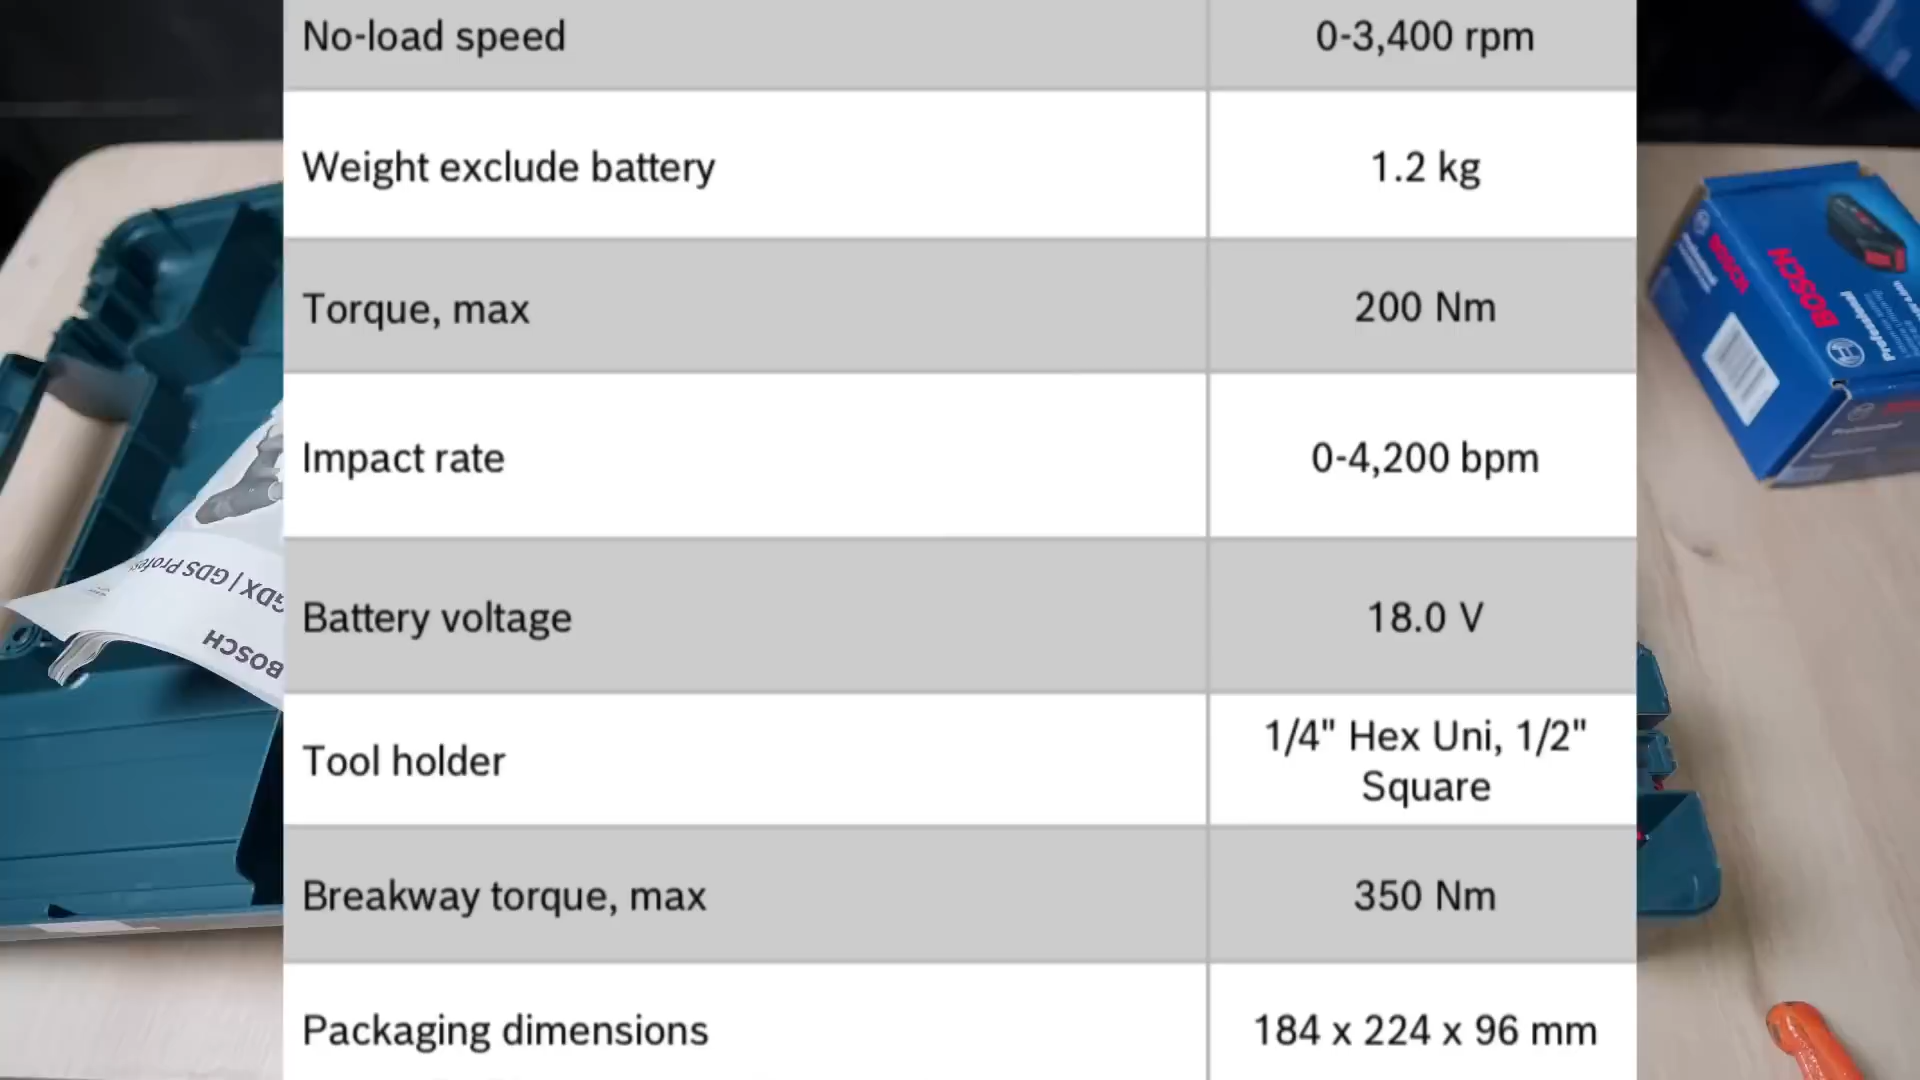 No-load speed 0-3,400 rpm
Weight exclude battery 1.2 kg
Torque, max 200 Nm
Impact rate 0-4,200 bpm
Battery voltage 18.0 V
Tool holder 1/4" Hex Uni, 1/2"
Square
Breakway torque, max 350 Nm
Packaging dimensions 184 x 224 x 96 mm
GDX | GDS Profes
BOSCH
BOSCH
Professional
BOSCH